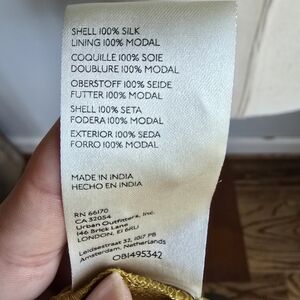 SHELL 100% SILK
LINING 100% MODAL
COQUILLE 100% SOIE
DOUBLURE 100% MODAL
OBERSTOFF 100% SEIDE
FUTTER 100% MODAL
SHELL 100% SETA
FODERA 100% MODAL
EXTERIOR 100% SEDA
FORRO 100% MODAL
MADE IN INDIA
HECHO EN INDIA
RN 66170
CA 32054
Urban Outfitters, Inc.
146 Brick Lane
LONDON, E1 6RU
Leidsestraat 32, 1017 PB
Amsterdam, Netherlands
OB1495342